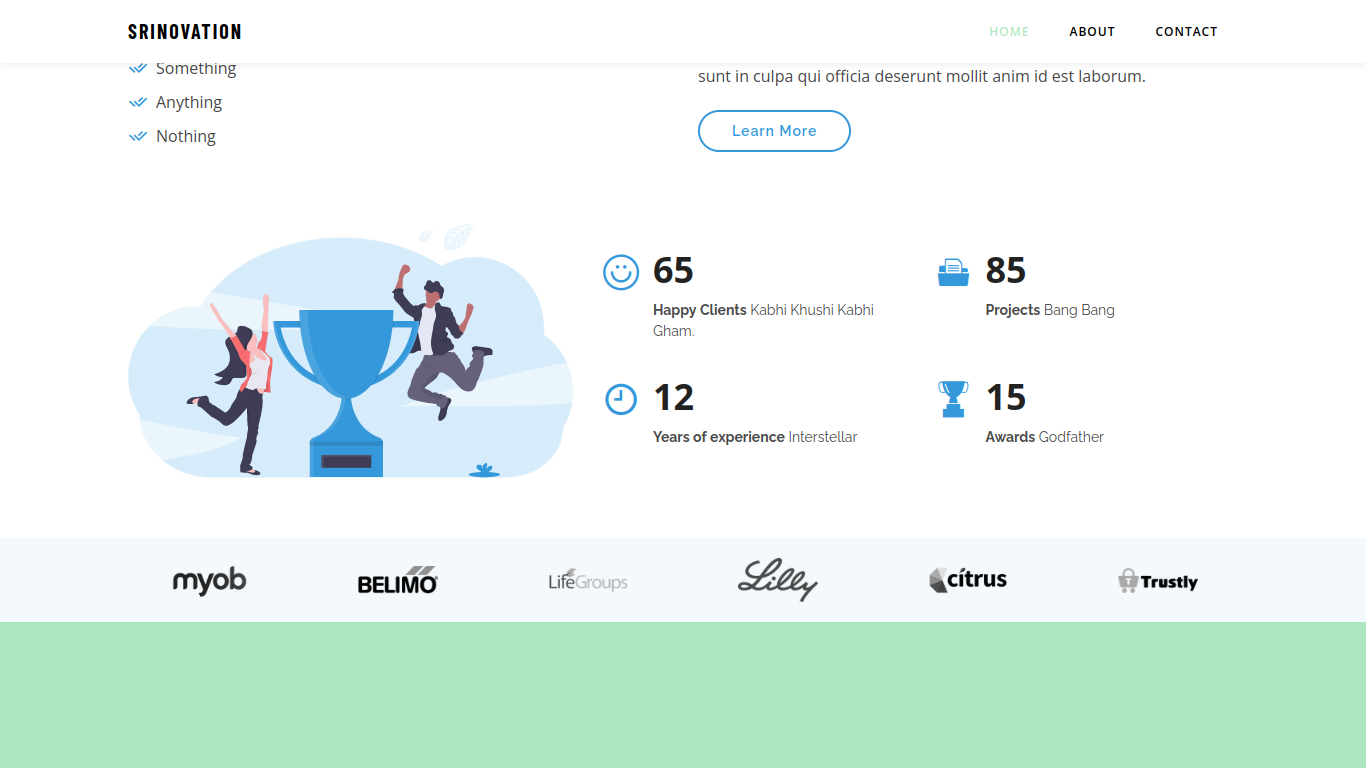 SRINOVATION
HOME ABOUT CONTACT
Something
Anything
Nothing
sunt in culpa qui officia deserunt mollit anim id est laborum.
Learn More
65
Happy Clients Kabhi Khushi Kabhi
Gham.
85
Projects Bang Bang
12
Years of experience Interstellar
15
Awards Godfather
myob
BELIMO
LifeGroups
Lilly
citrus
Trustly